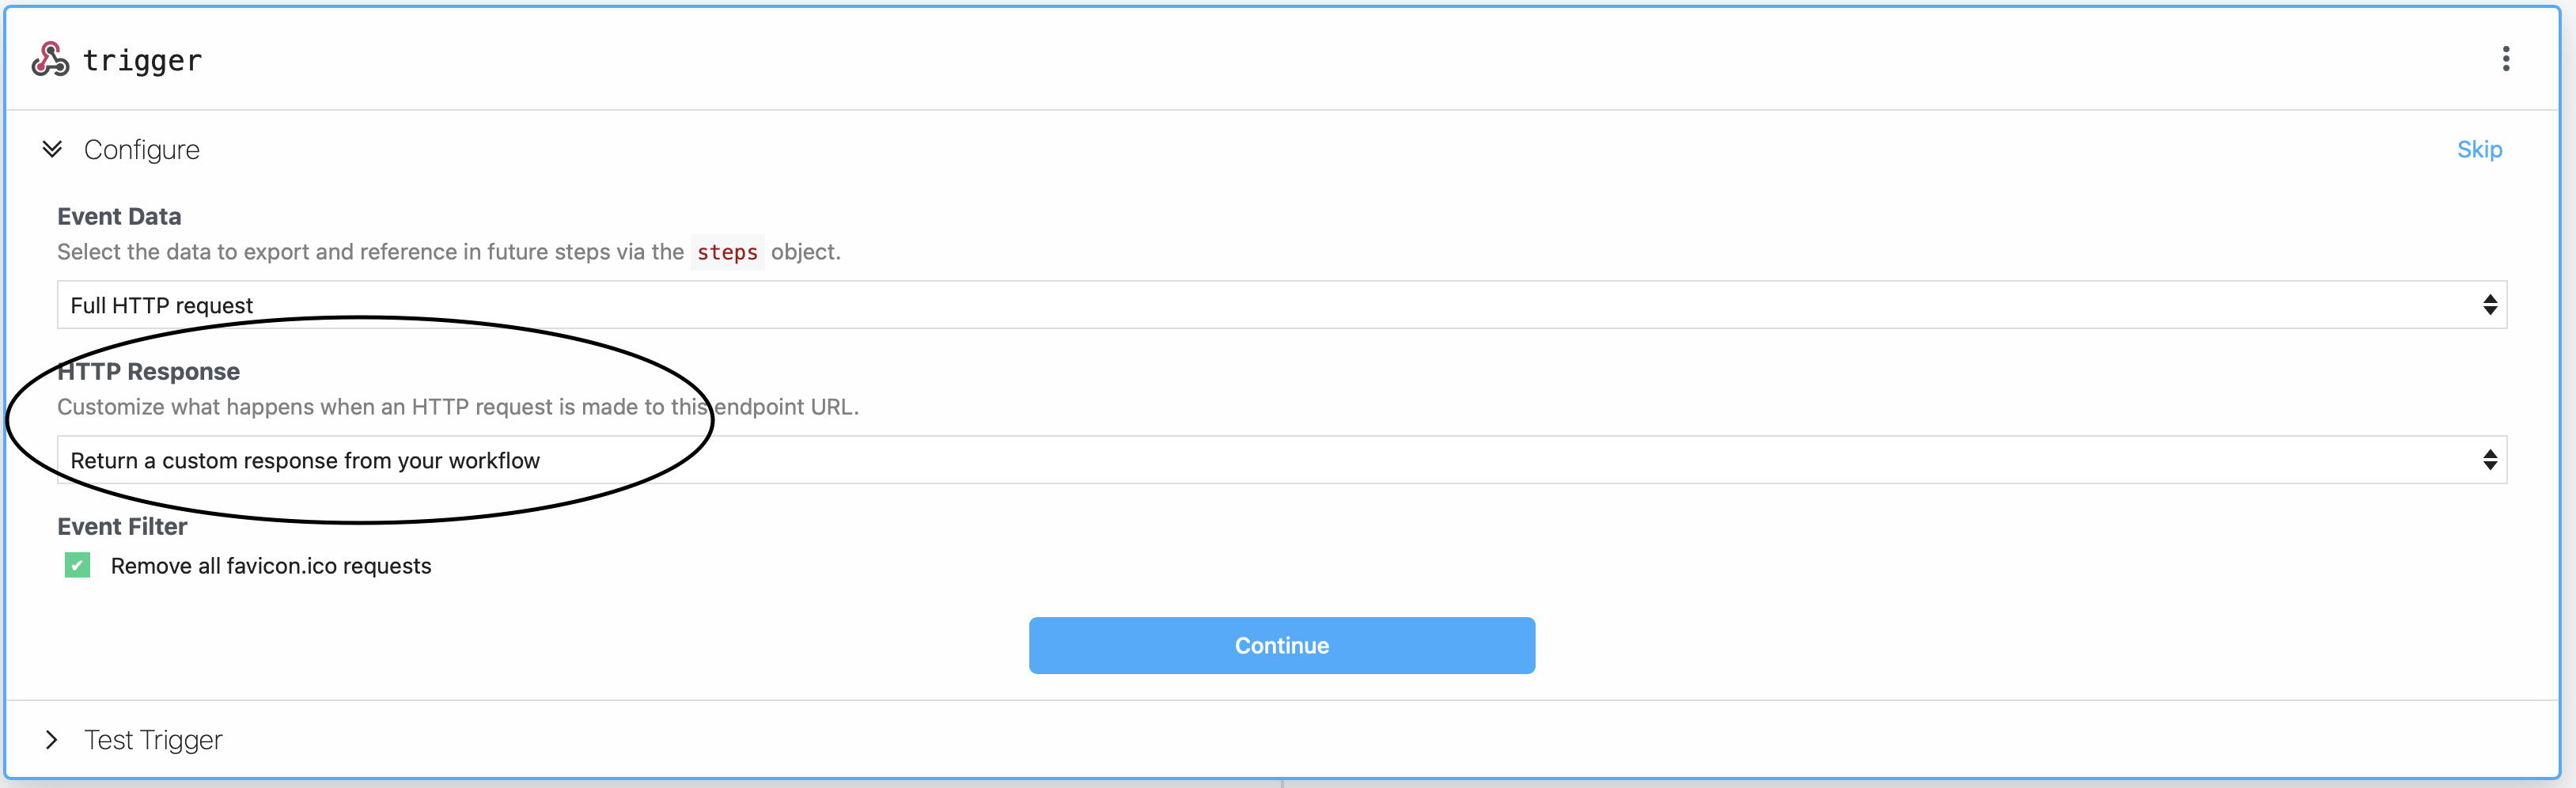 trigger
Configure
Skip
Event Data
Select the data to export and reference in future steps via the steps object.
Full HTTP request
HTTP Response
Customize what happens when an HTTP request is made to this endpoint URL.
Return a custom response from your workflow
Event Filter
Remove all favicon.ico requests
Continue
Test Trigger